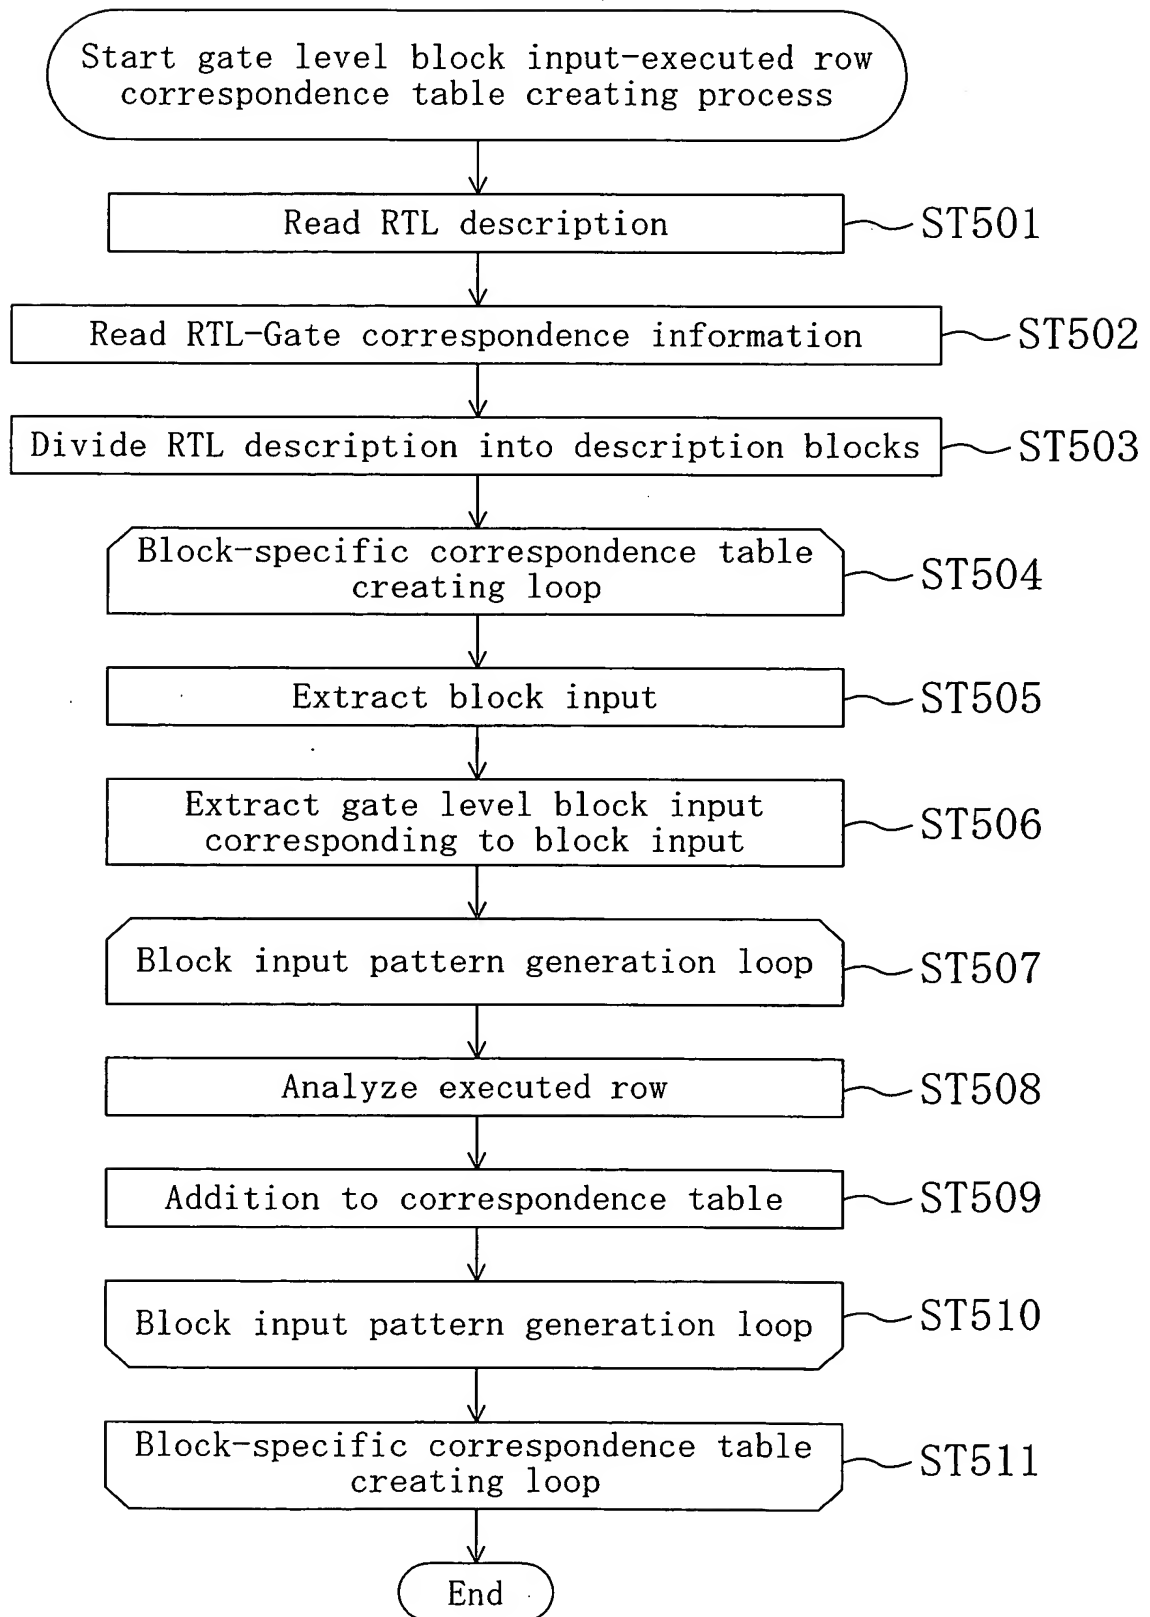 Start gate level block input-executed row
correspondence table creating process
Read RTL description
ST501
Read RTL-Gate correspondence information
ST502
Divide RTL description into description blocks
ST503
Block-specific correspondence table
creating loop
ST504
Extract block input
ST505
Extract gate level block input
corresponding to block input
ST506
Block input pattern generation loop
ST507
Analyze executed row
ST508
Addition to correspondence table
ST509
Block input pattern generation loop
ST510
Block-specific correspondence table
creating loop
ST511
End